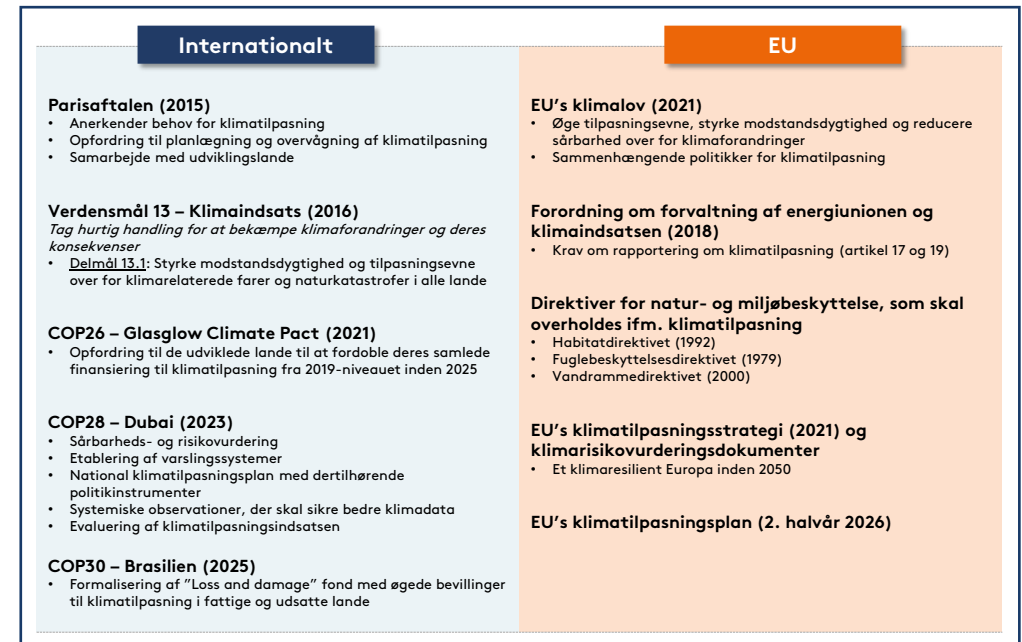 Internationalt
Parisaftalen (2015)
• Anerkender behov for klimatilpasning
• Opfordring til planlægning og overvågning af klimatilpasning
• Samarbejde med udviklingslande
Verdensmål 13 – Klimaindsats (2016)
Tag hurtig handling for at bekæmpe klimaforandringer og deres
konsekvenser
• Delmål 13.1: Styrke modstandsdygtighed og tilpasningsevne
over for klimarelaterede farer og naturkatastrofer i alle lande
COP26 – Glasglow Climate Pact (2021)
• Opfordring til de udviklede lande til at fordoble deres samlede
finansiering til klimatilpasning fra 2019-niveauet inden 2025
COP28 – Dubai (2023)
• Sårbarheds- og risikovurdering
• Etablering af varslingssystemer
• National klimatilpasningsplan med dertilhørende
politikinstrumenter
• Systemiske observationer, der skal sikre bedre klimadata
• Evaluering af klimatilpasningsindsatsen
COP30 – Brasilien (2025)
• Formalisering af ”Loss and damage” fond med øgede bevillinger
til klimatilpasning i fattige og udsatte lande
EU
EU’s klimalov (2021)
• Øge tilpasningsevne, styrke modstandsdygtighed og reducere
sårbarhed over for klimaforandringer
• Sammenhængende politikker for klimatilpasning
Forordning om forvaltning af energiunionen og
klimaindsatsen (2018)
• Krav om rapportering om klimatilpasning (artikel 17 og 19)
Direktiver for natur- og miljøbeskyttelse, som skal
overholdes ifm. klimatilpasning
• Habitatdirektivet (1992)
• Fuglebeskyttelsesdirektivet (1979)
• Vandrammedirektivet (2000)
EU’s klimatilpasningsstrategi (2021) og
klimarisikovurderingsdokumenter
• Et klimaresilient Europa inden 2050
EU’s klimatilpasningsplan (2. halvår 2026)